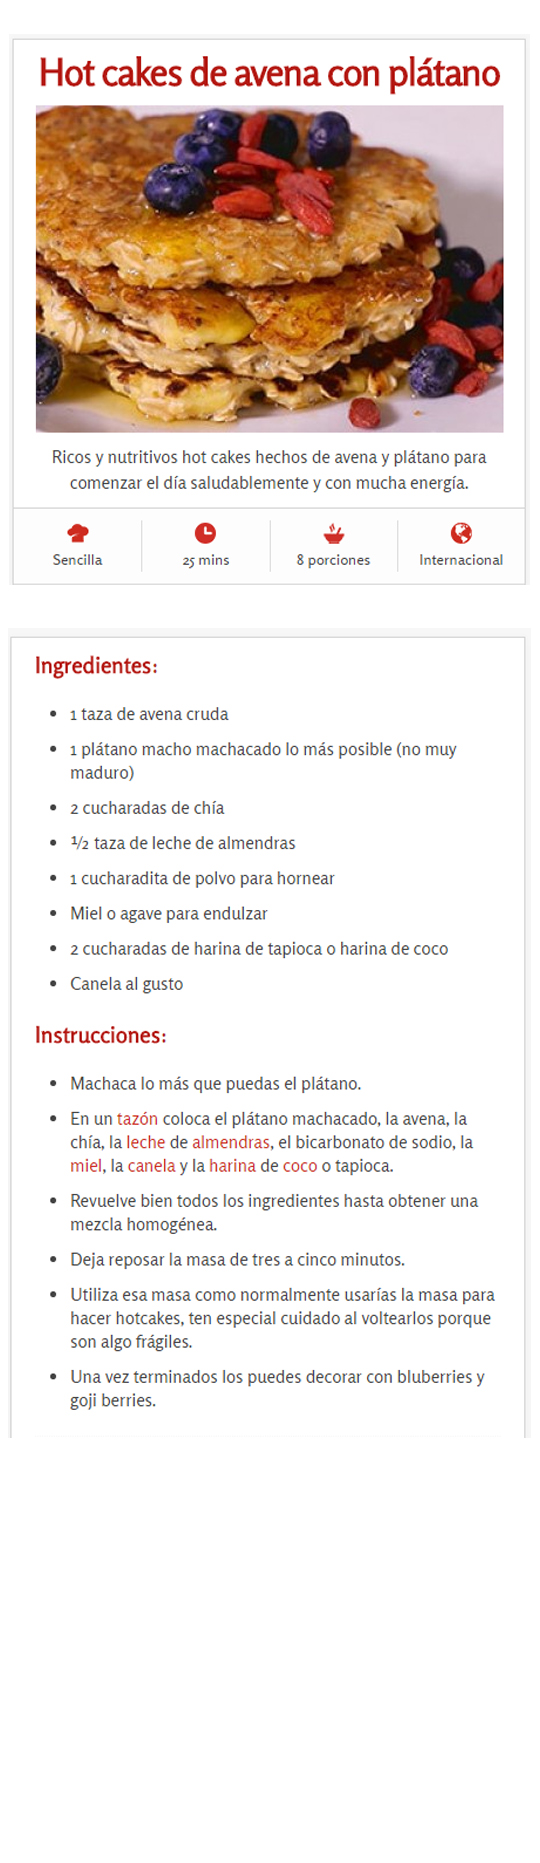 Hot cakes de avena con plátano
Ricos y nutritivos hot cakes hechos de avena y plátano para
comenzar el día saludablemente y con mucha energía.
Sencilla
25 mins
8 porciones
Internacional
Ingredientes:
• 1 taza de avena cruda
• 1 plátano macho machacado lo más posible (no muy
maduro)
• 2 cucharadas de chía
• ½ taza de leche de almendras
• 1 cucharadita de polvo para hornear
• Miel o agave para endulzar
• 2 cucharadas de harina de tapioca o harina de coco
• Canela al gusto
Instrucciones:
• Machaca lo más que puedas el plátano.
• En un tazón coloca el plátano machacado, la avena, la
chía, la leche de almendras, el bicarbonato de sodio, la
miel, la canela y la harina de coco o tapioca.
• Revuelve bien todos los ingredientes hasta obtener una
mezcla homogénea.
• Deja reposar la masa de tres a cinco minutos.
• Utiliza esa masa como normalmente usarías la masa para
hacer hotcakes, ten especial cuidado al voltearlos porque
son algo frágiles.
• Una vez terminados los puedes decorar con bluberries y
goji berries.